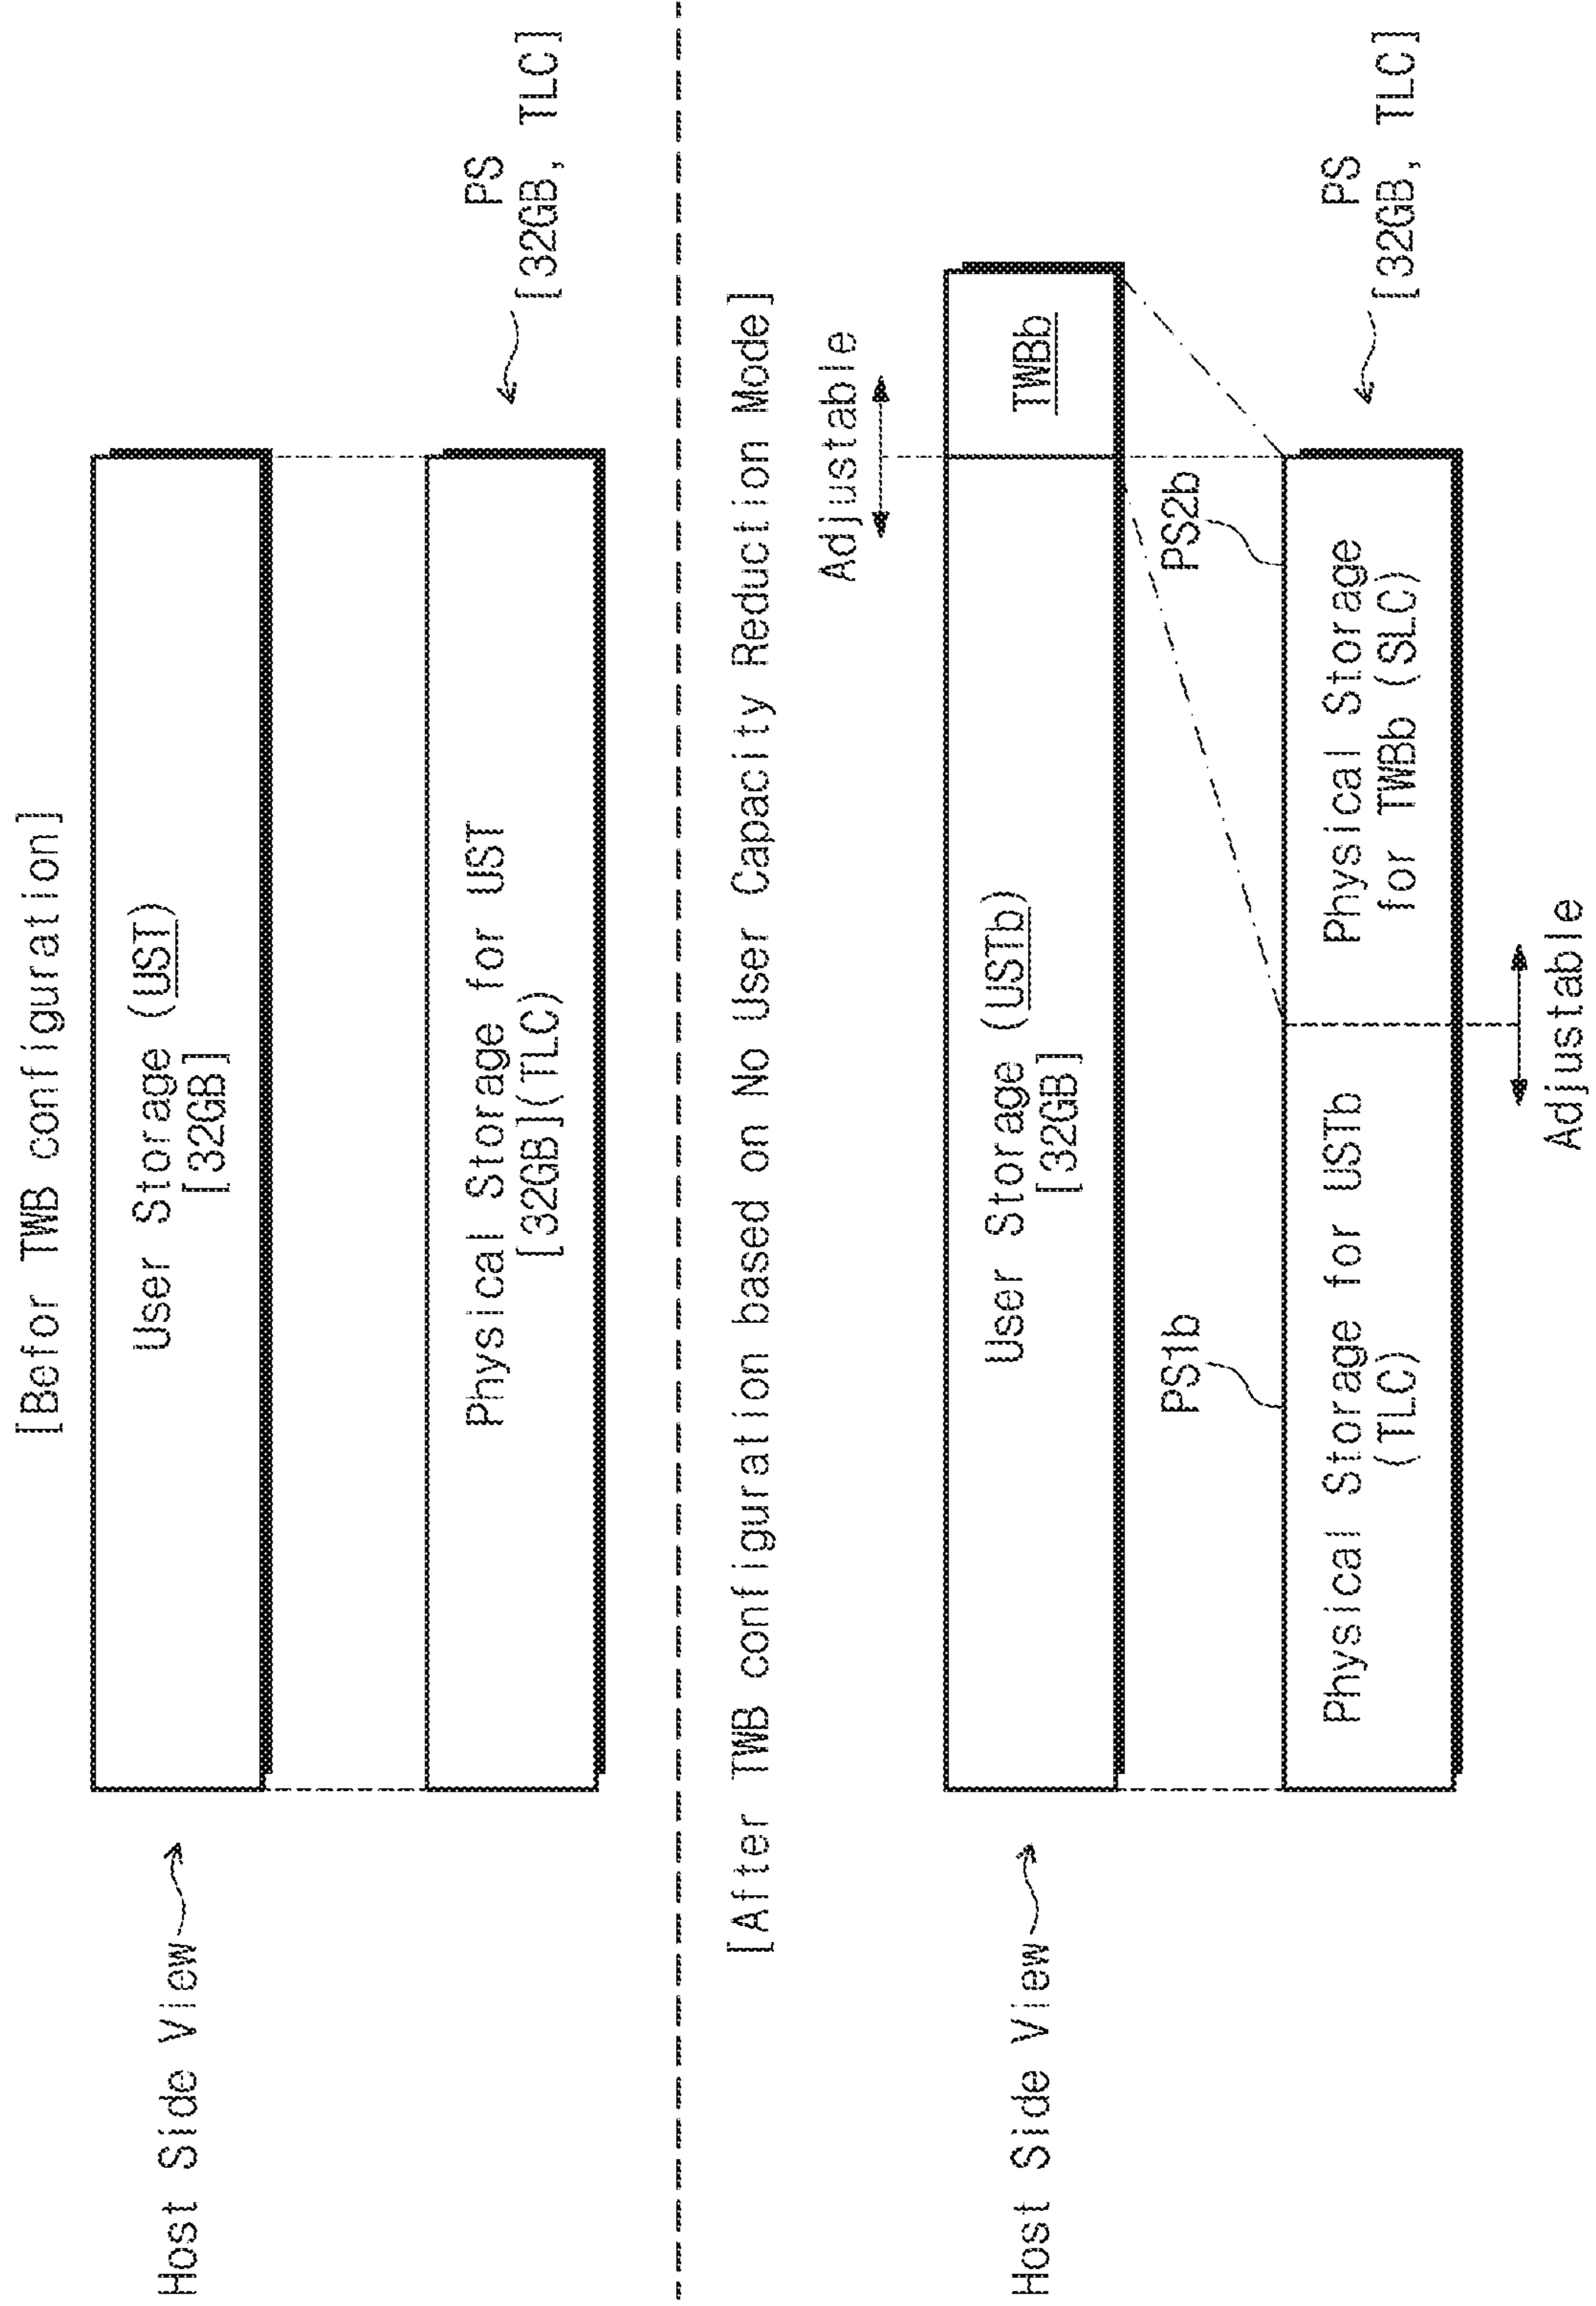 [Befor TWB configuration]
Host Side View
User Storage (UST)
[32GB]
Physical Storage for UST
[32GB](TLC)
PS
[32GB, TLC]
[After TWB configuration based on No User Capacity Reduction Mode]
Adjustable
Host Side View
User Storage (USTb)
[32GB]
TWBb
PS1b
PS2b
Physical Storage for USTb
(TLC)
Physical Storage
for TWBb (SLC)
PS
[32GB, TLC]
Adjustable